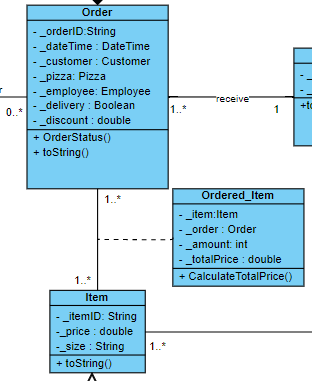 Order
- _orderID:String
- _dateTime : DateTime
- _customer : Customer
- _pizza: Pizza
- _employee: Employee
- _delivery : Boolean
- _discount : double
+ OrderStatus()
+ toString()
0..*
1..*
receive
1
1..*
Ordered_Item
- _item:Item
- _order : Order
- _amount: int
- _totalPrice : double
+ CalculateTotalPrice()
1..*
Item
- _itemID: String
- _price : double
- _size : String
+ toString()
1..*